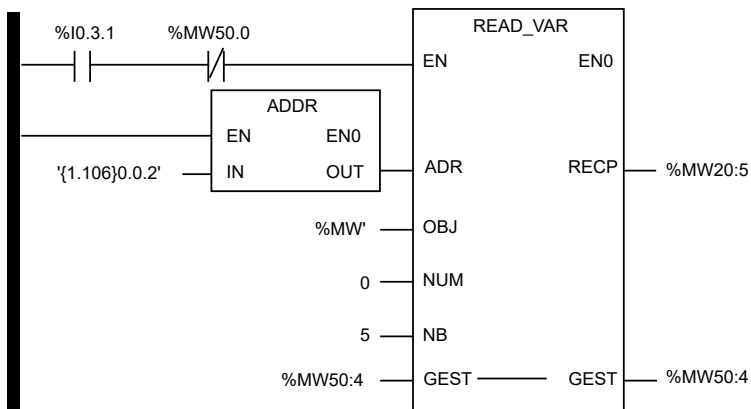 %I0.3.1 %MW50.0 READ_VAR
EN EN0
ADDR
EN EN0
'{1.106}0.0.2' IN OUT ADR RECP %MW20:5
%MW' OBJ
0 NUM
5 NB
%MW50:4 GEST GEST %MW50:4